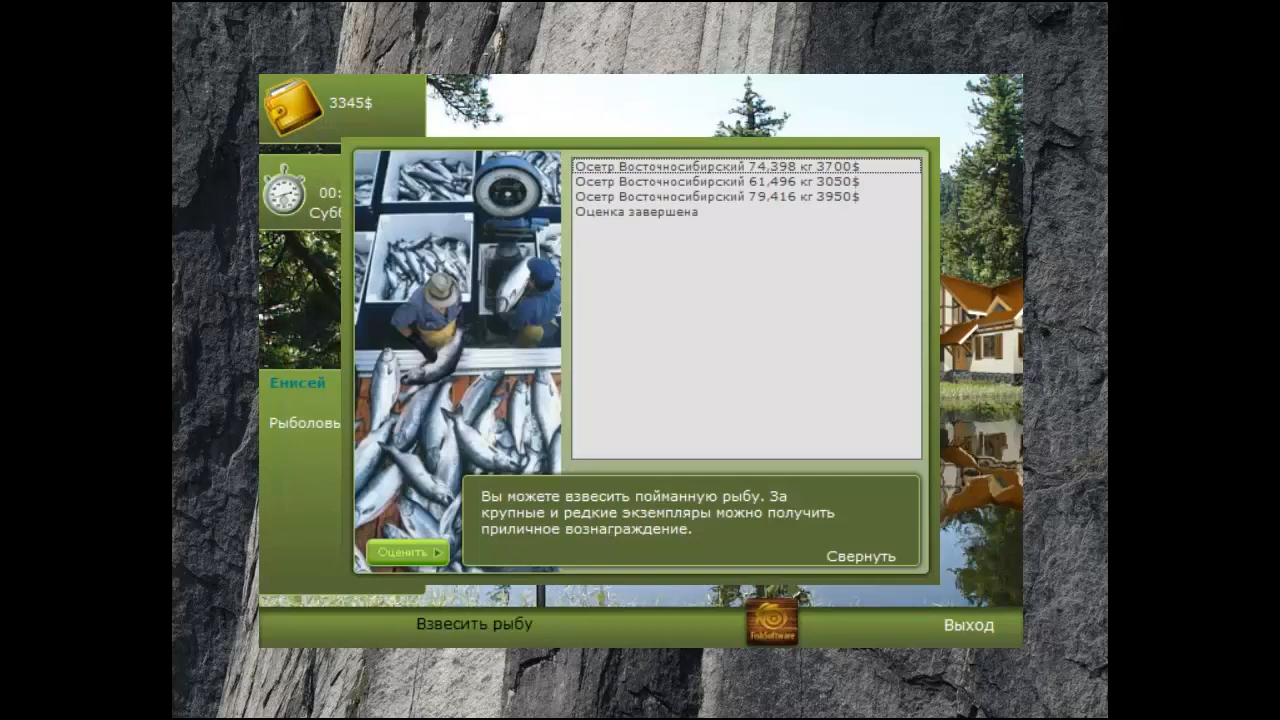 3345$
00:
Субб
Енисей
Рыболовь
Осетр Восточносибирский 74,398 кг 3700$
Осетр Восточносибирский 61,496 кг 3050$
Осетр Восточносибирский 79,416 кг 3950$
Оценка завершена
Вы можете взвесить пойманную рыбу. За
крупные и редкие экземпляры можно получить
приличное вознаграждение.
Оценить
Свернуть
Взвесить рыбу
FishSoftware
Выход